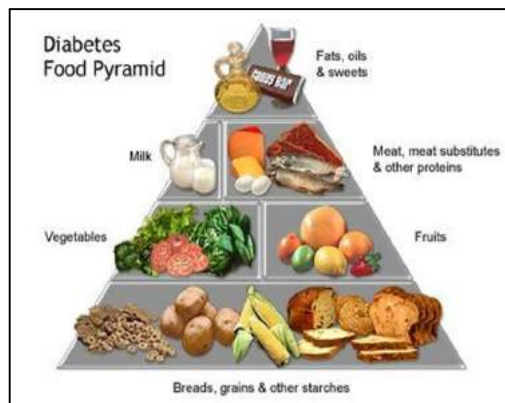 Diabetes
Food Pyramid
Fats, oils
& sweets
CANDY BAR
Milk
Meat, meat substitutes
& other proteins
Vegetables
Fruits
Breads, grains & other starches